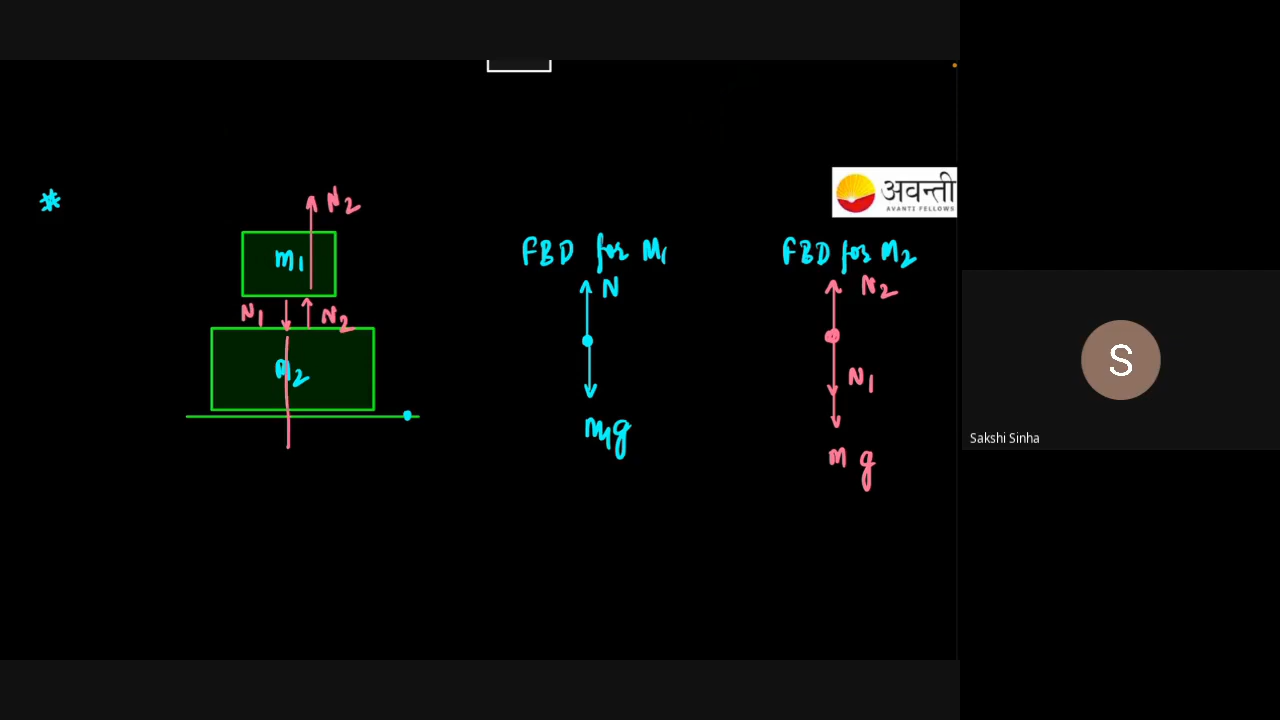 *
N2
m1
N1 N2
M2
FBD for M1
N
m1g
अवन्ती
AVANTI FELLOWS
FBD for M2
N2
N1
m g
S
Sakshi Sinha